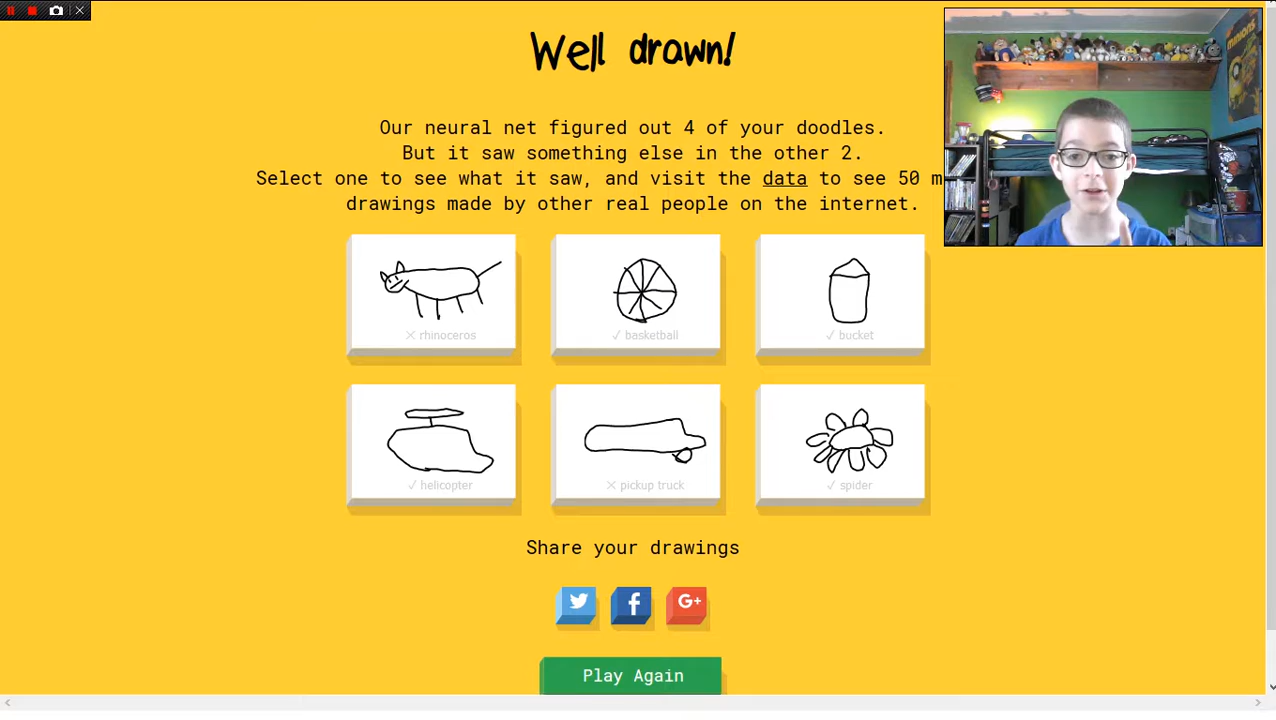 Well drawn!
Our neural net figured out 4 of your doodles.
But it saw something else in the other 2.
Select one to see what it saw, and visit the data to see 50 m
drawings made by other real people on the internet.
× rhinoceros
✓ basketball
✓ bucket
✓ helicopter
× pickup truck
✓ spider
Share your drawings
G+
Play Again